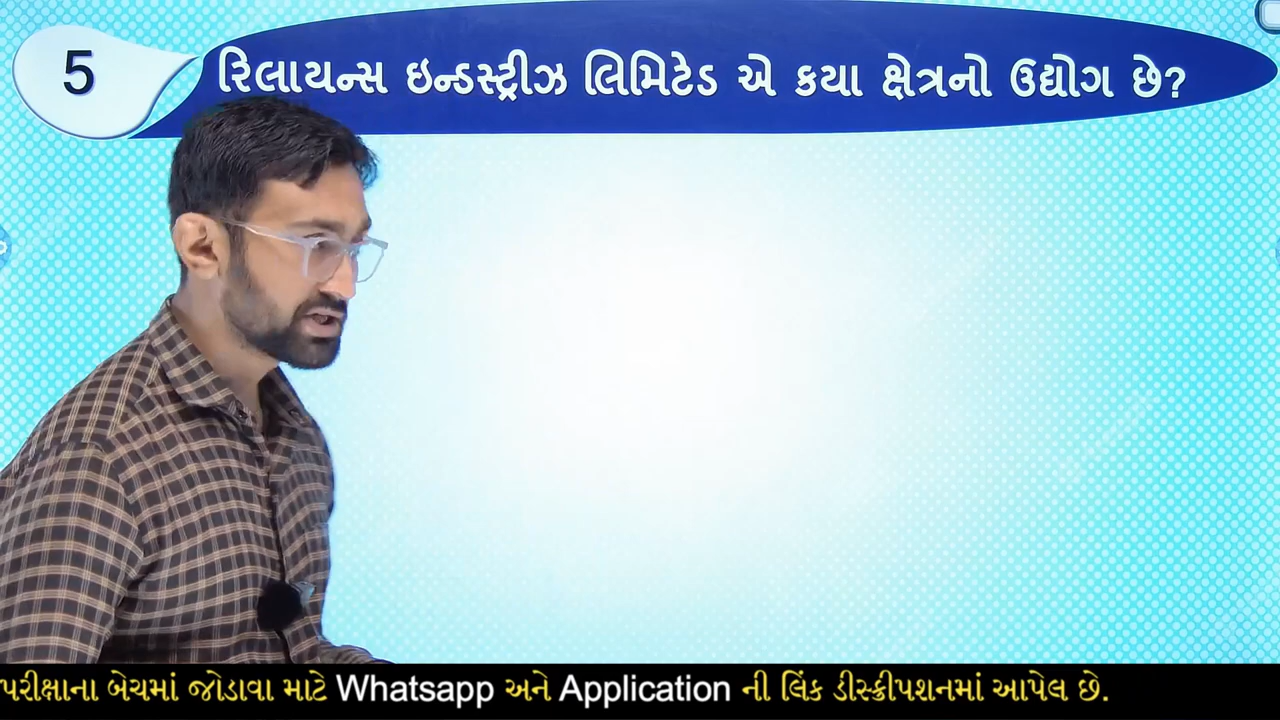 5
રિલાયન્સ ઇન્ડસ્ટ્રીઝ લિમિટેડ એ કયા ક્ષેત્રનો ઉદ્યોગ છે?
પરીક્ષાના બેચમાં જોડાવા માટે Whatsapp અને Application ની લિંક ડીસ્ક્રીપશનમાં આપેલ છે.